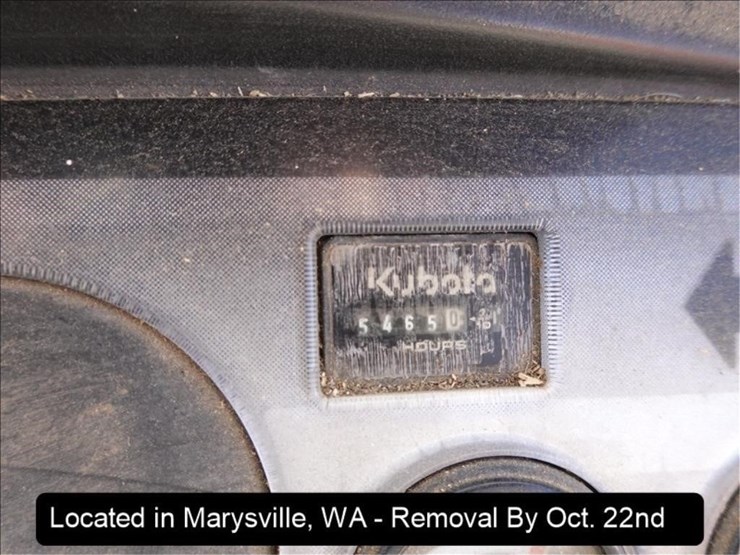 Kubota
54650
HOURS
Located in Marysville, WA - Removal By Oct. 22nd